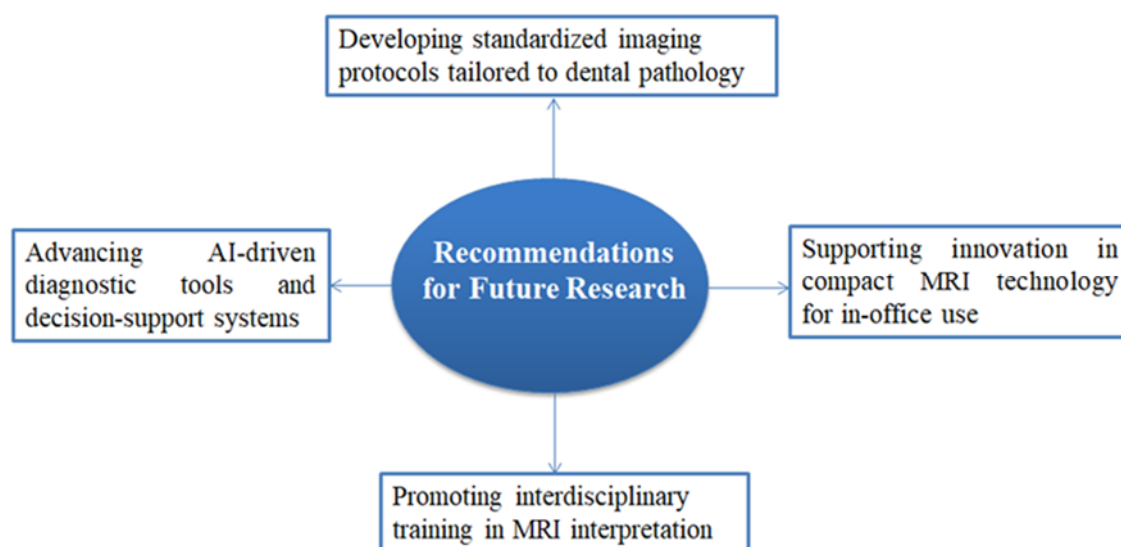 Developing standardized imaging
protocols tailored to dental pathology
Advancing AI-driven
diagnostic tools and
decision-support systems
Recommendations
for Future Research
Supporting innovation in
compact MRI technology
for in-office use
Promoting interdisciplinary
training in MRI interpretation